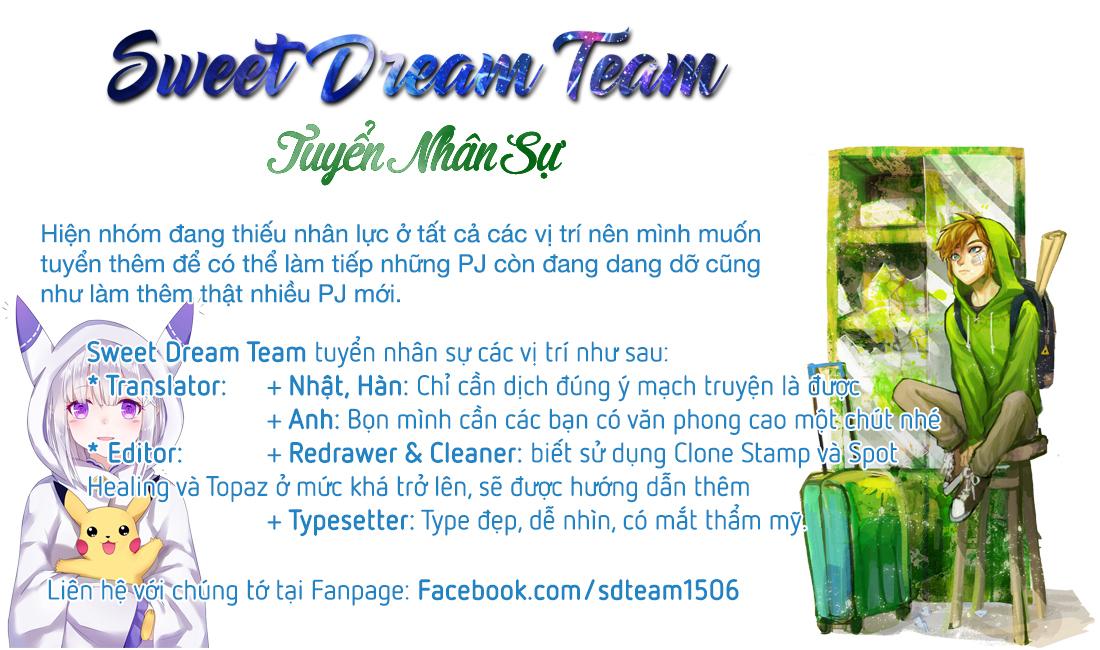 Sweet Dream Team
Tuyển Nhân Sự
Hiện nhóm đang thiếu nhân lực ở tất cả các vị trí nên mình muốn
tuyển thêm để có thể làm tiếp những PJ còn đang dang dỡ cũng
như làm thêm thật nhiều PJ mới.
Sweet Dream Team tuyển nhân sự các vị trí như sau:
* Translator: + Nhật, Hàn: Chỉ cần dịch đúng ý mạch truyện là được
+ Anh: Bọn mình cần các bạn có văn phong cao một chút nhé
* Editor: + Redrawer & Cleaner: biết sử dụng Clone Stamp và Spot
Healing và Topaz ở mức khá trở lên, sẽ được hướng dẫn thêm
+ Typesetter: Type đẹp, dễ nhìn, có mắt thẩm mỹ.
Liên hệ với chúng tớ tại Fanpage: Facebook.com/sdteam1506